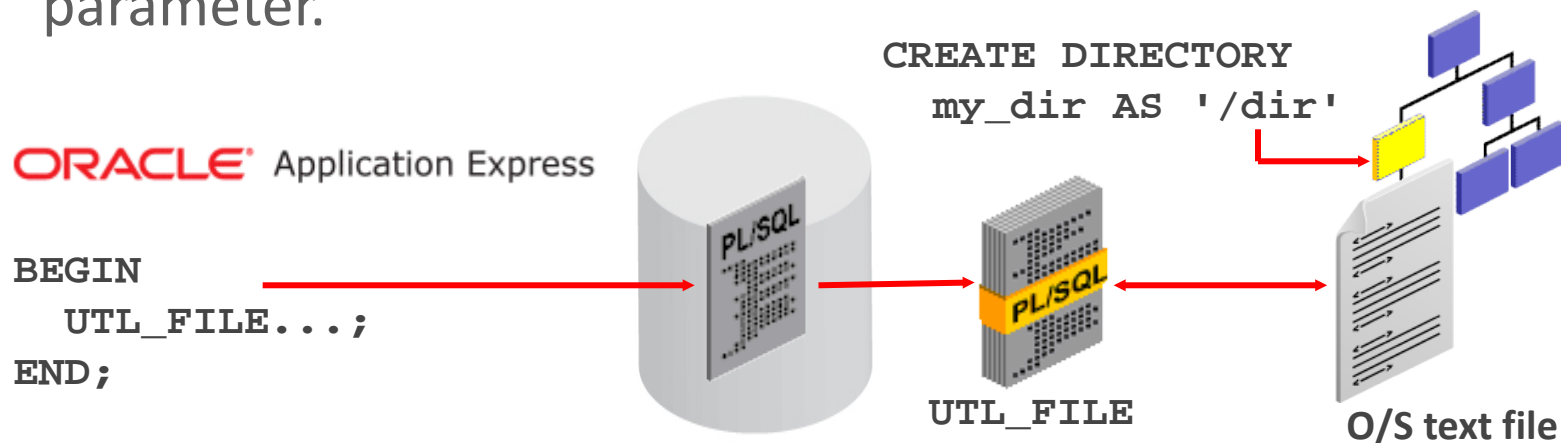 parameter.
CREATE DIRECTORY
my_dir AS '/dir'
ORACLE® Application Express
PL/SQL
BEGIN
UTL_FILE...;
END;
PL/SQL
UTL_FILE
O/S text file